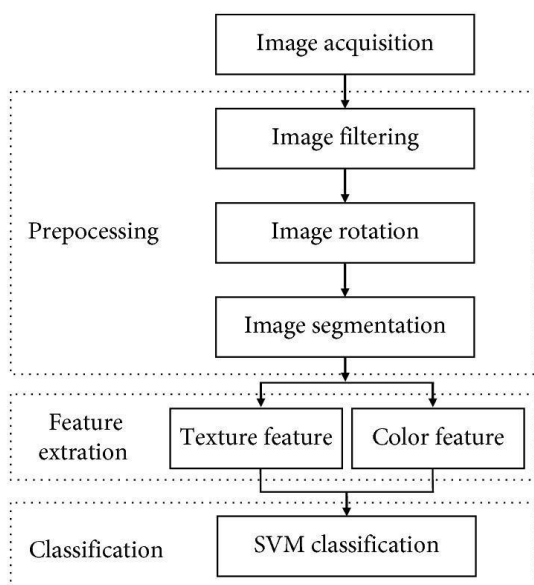 Image acquisition
Image filtering
Prepocessing
Image rotation
Image segmentation
Feature
extration
Texture feature
Color feature
SVM classification
Classification